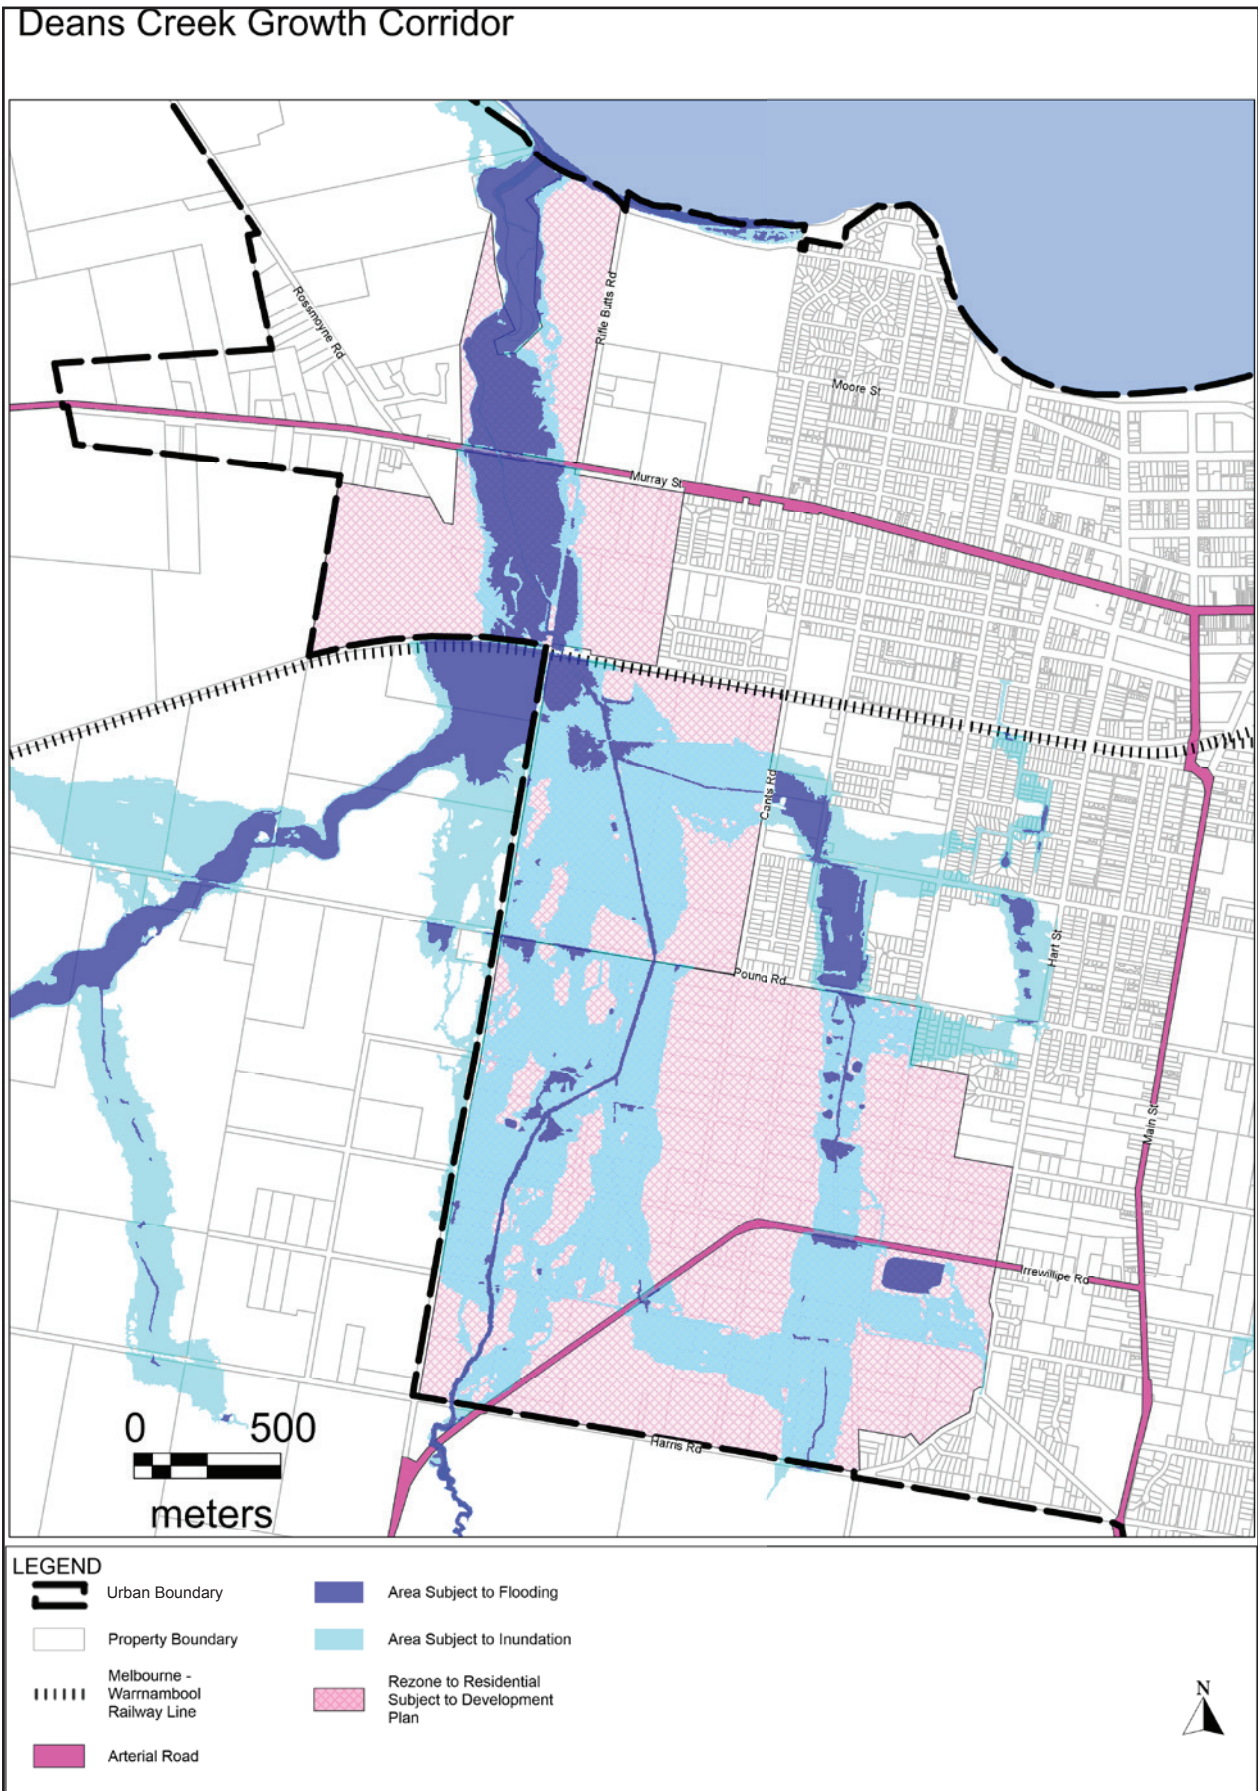 Deans Creek Growth Corridor
Rossmoyne Rd
Rifle Butts Rd
Moore St
Murray St
Cants Rd
Hart St
Pound Rd
Main St
Irrewillipe Rd
Harris Rd
0 500
meters
LEGEND
Urban Boundary
Property Boundary
Melbourne -
Warrnambool
Railway Line
Arterial Road
Area Subject to Flooding
Area Subject to Inundation
Rezone to Residential
Subject to Development
Plan
N